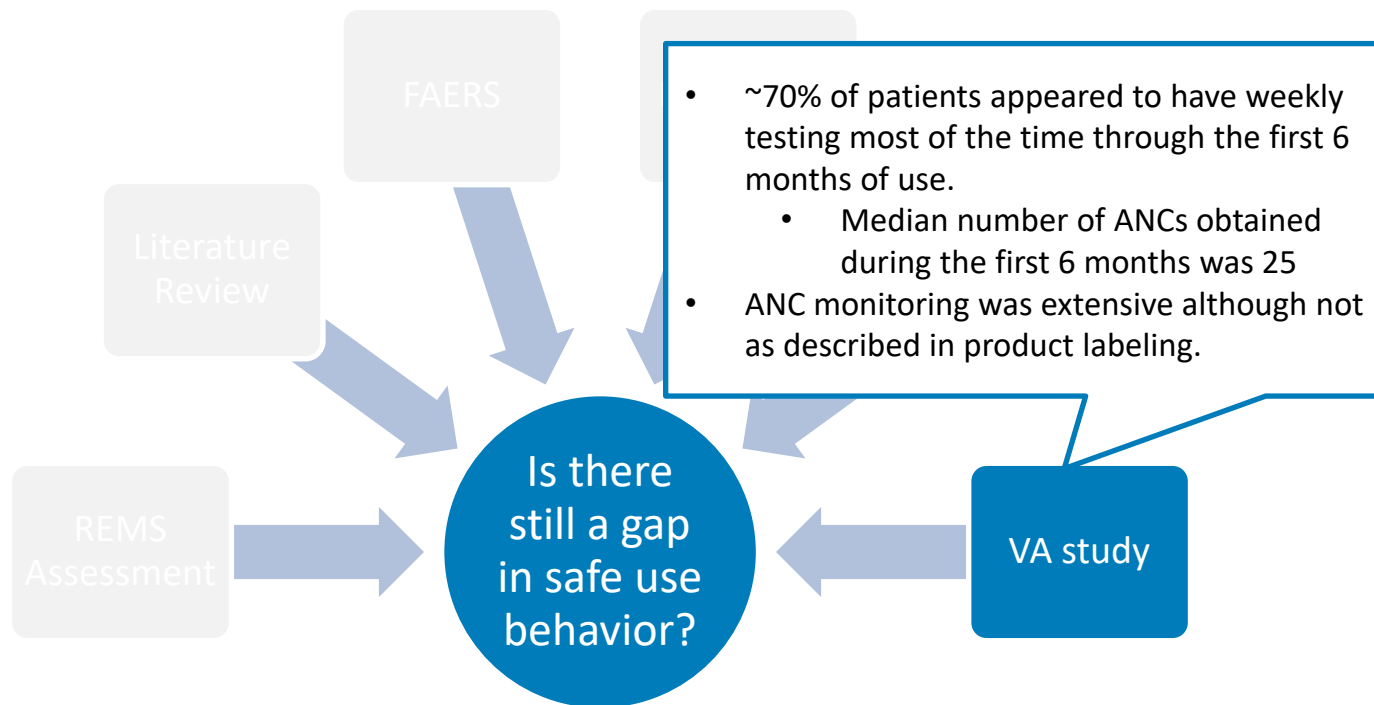 FAERS
• ~70% of patients appeared to have weekly
testing most of the time through the first 6
months of use.
• Median number of ANCs obtained
during the first 6 months was 25
• ANC monitoring was extensive although not
as described in product labeling.
Literature
Review
Is there
still a gap
in safe use
behavior?
REMS
Assessment
VA study